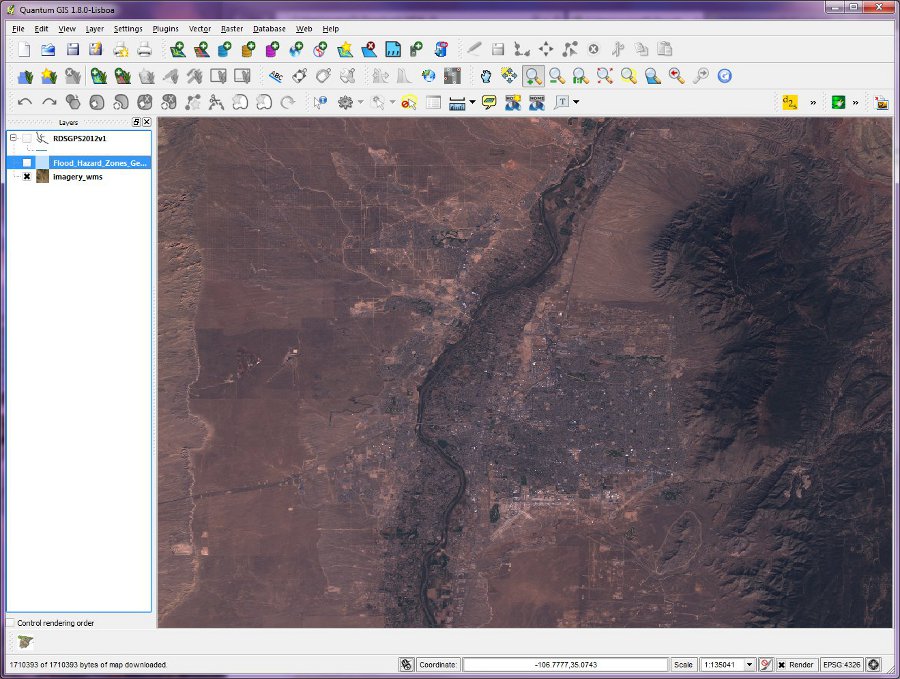 Quantum GIS 1.8.0-Lisboa
File Edit View Layer Settings Plugins Vector Raster Database Web Help
Layers
RDSGPS2012v1
Flood_Hazard_Zones_Ge...
imagery_wms
Control rendering order
1710393 of 1710393 bytes of map downloaded.
Coordinate: -106.7777,35.0743 Scale 1:135041 Render EPSG:4326